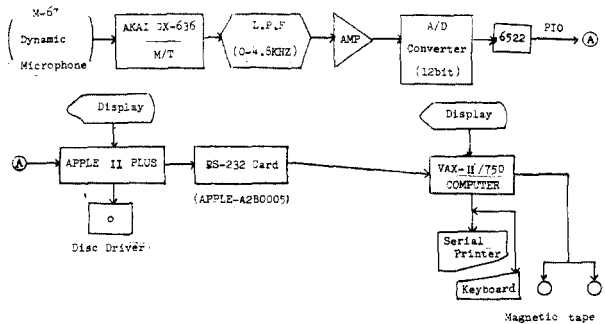 M-67
Dynamic
Microphone
AKAI GX-636
M/T
L.P.F
(0-4.5KHZ)
AMP
A/D
Converter
(12bit)
6522
PIO
A
Display
A
APPLE II PLUS
RS-232 Card
(APPLE-A2B0005)
Disc Driver
Display
VAX-11/750
COMPUTER
Serial
Printer
Keyboard
Magnetic tape